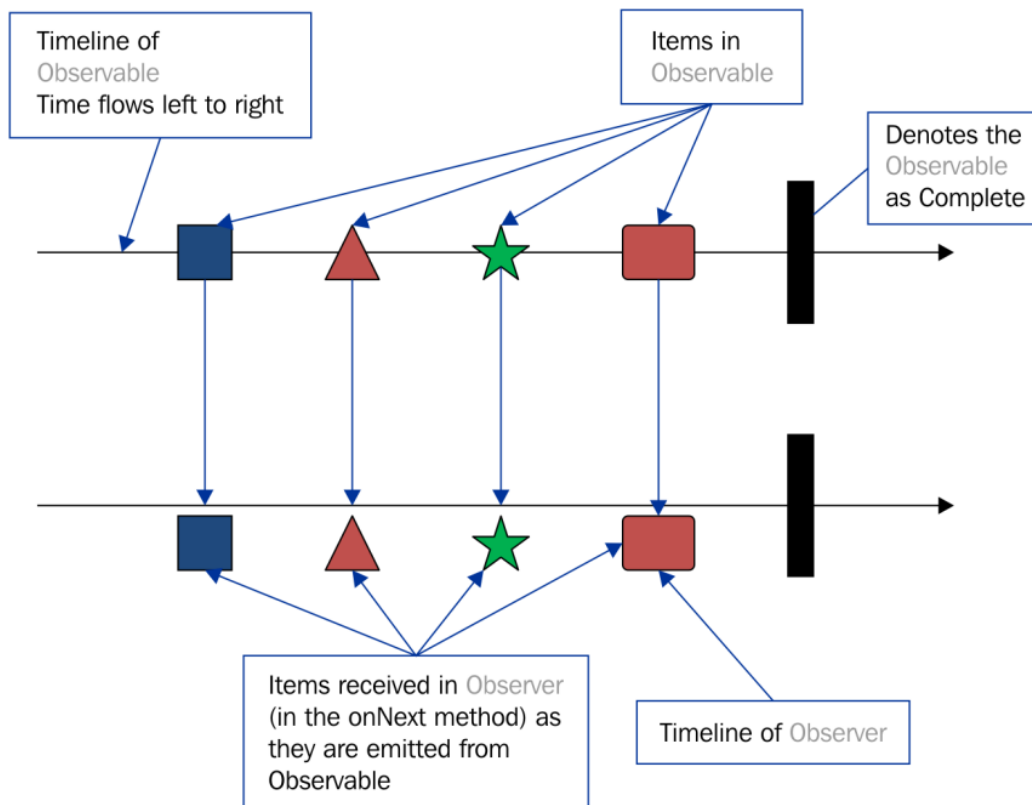 Timeline of
Observable
Time flows left to right
Items in
Observable
Denotes the
Observable
as Complete
Items received in Observer
(in the onNext method) as
they are emitted from
Observable
Timeline of Observer